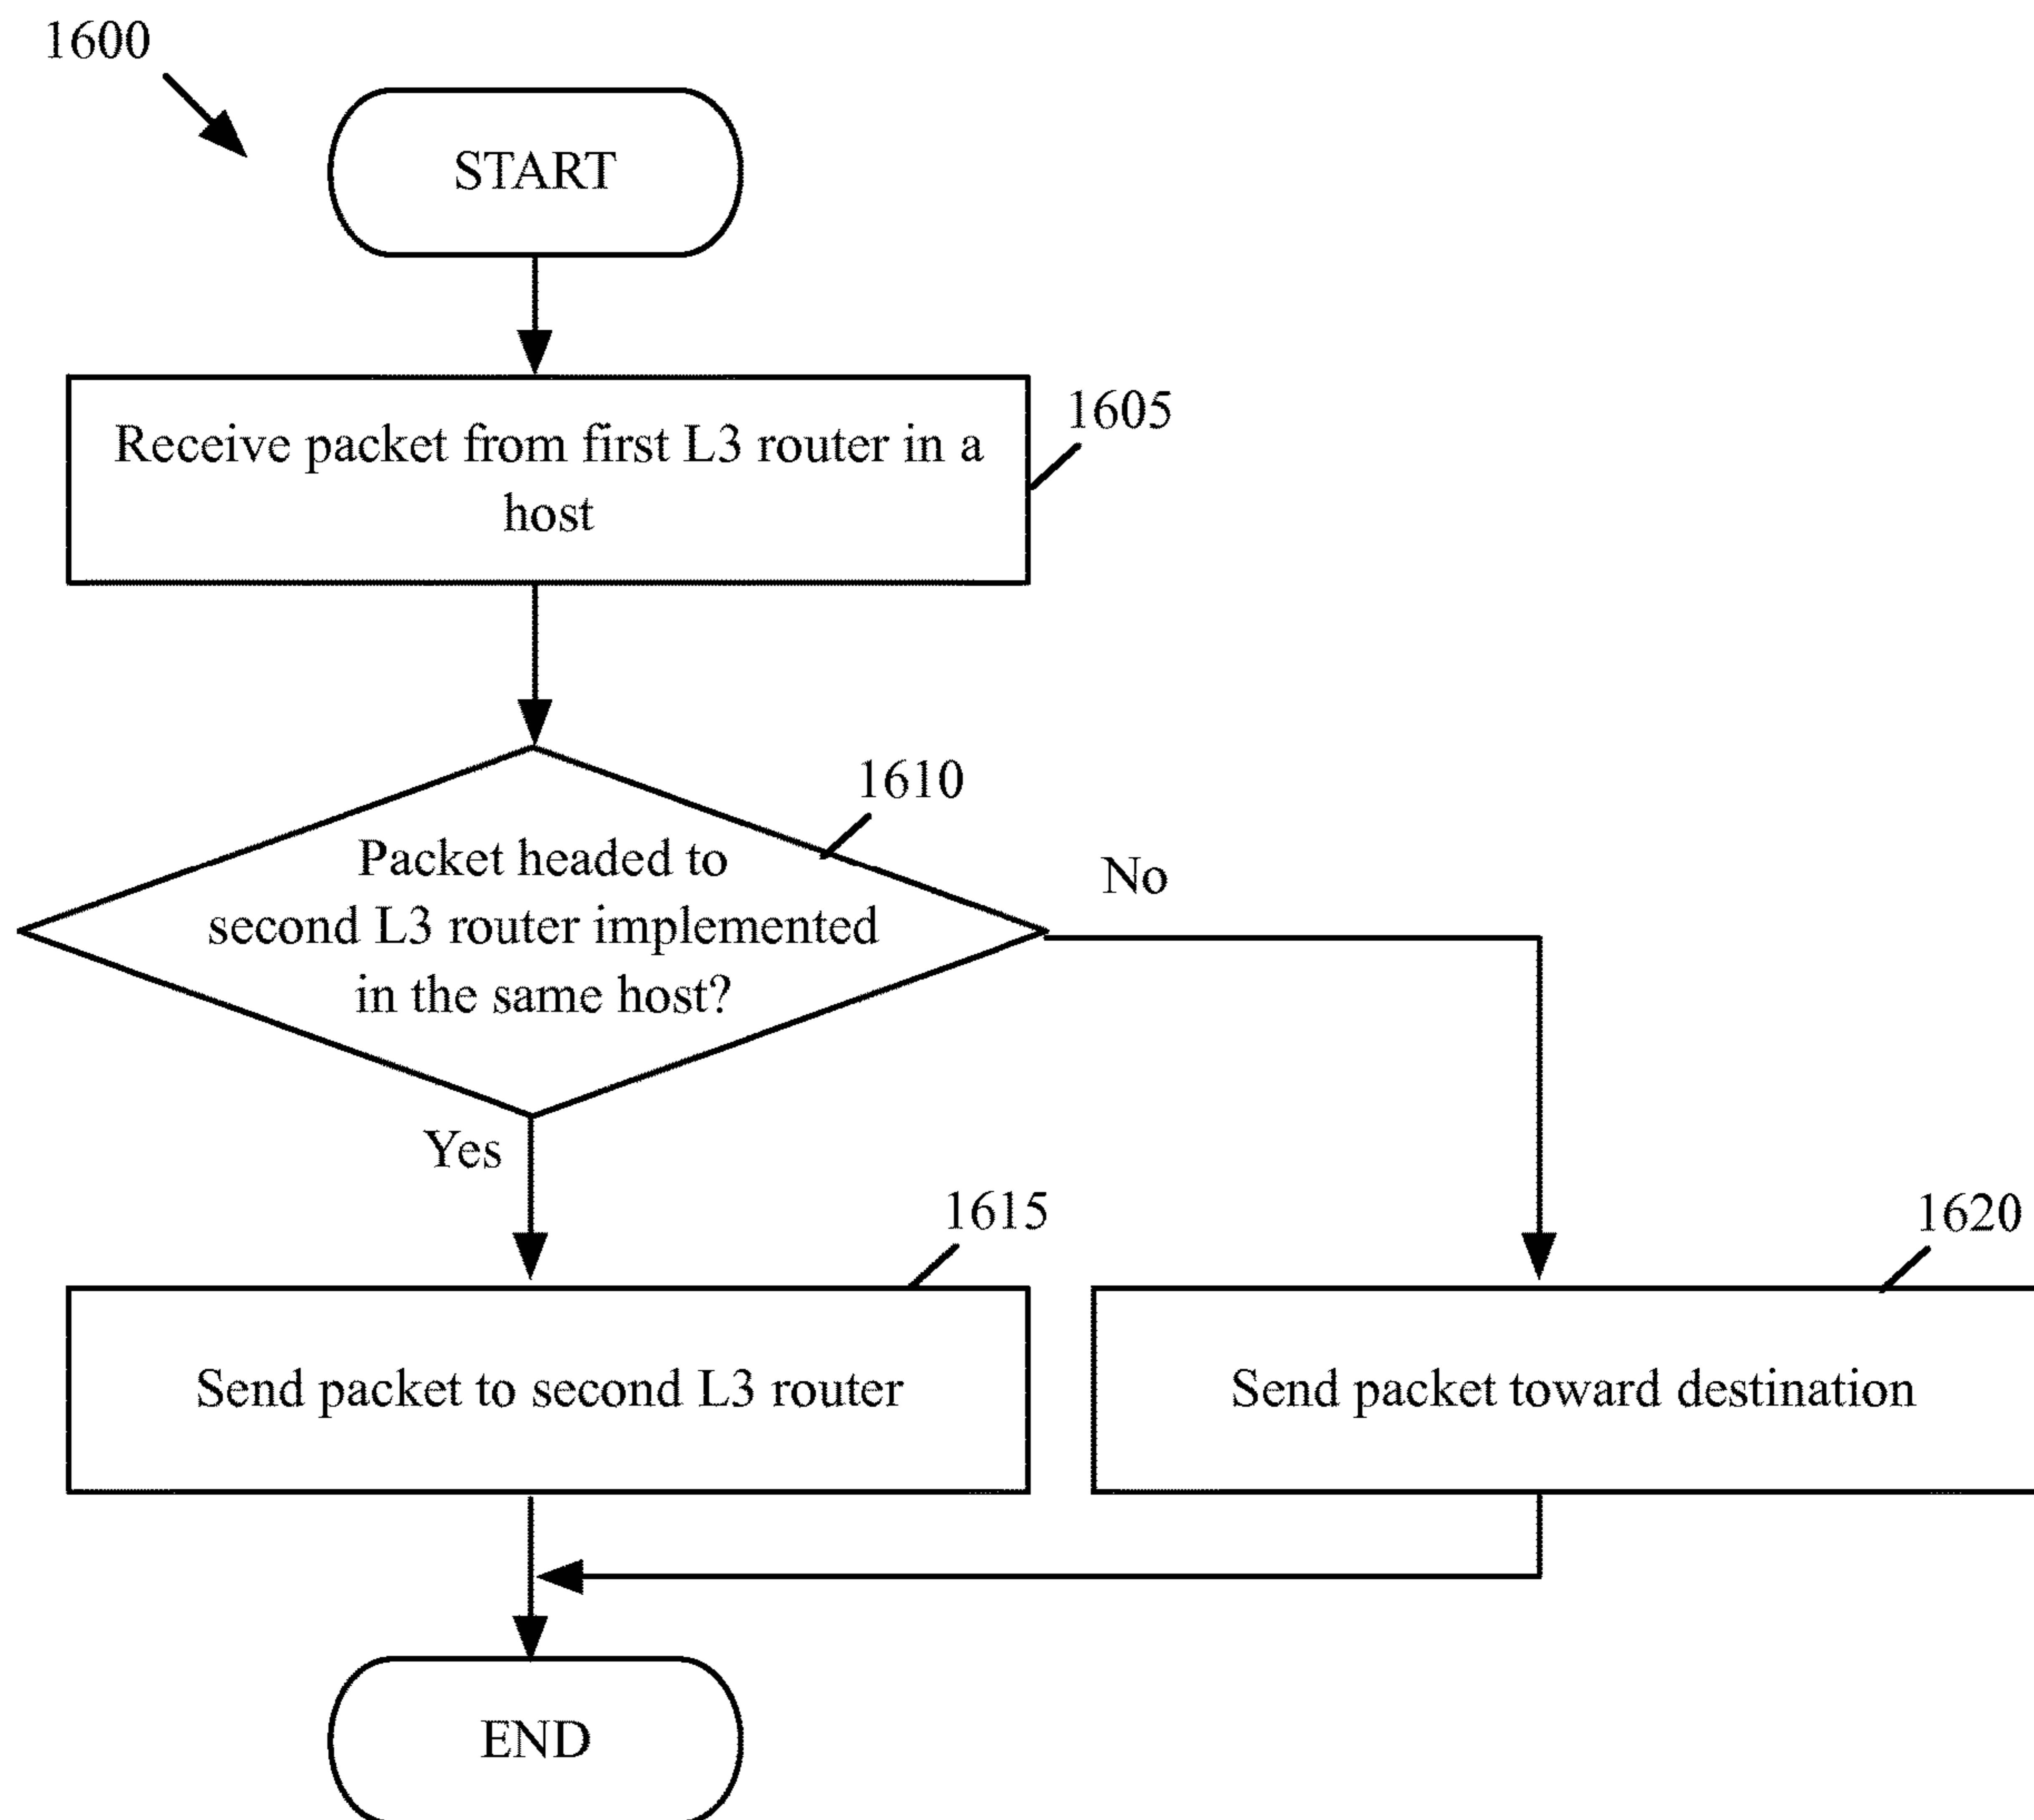 1600
START
Receive packet from first L3 router in a
host
1605
1610
Packet headed to
second L3 router implemented
in the same host?
No
Yes
1615
1620
Send packet to second L3 router
Send packet toward destination
END